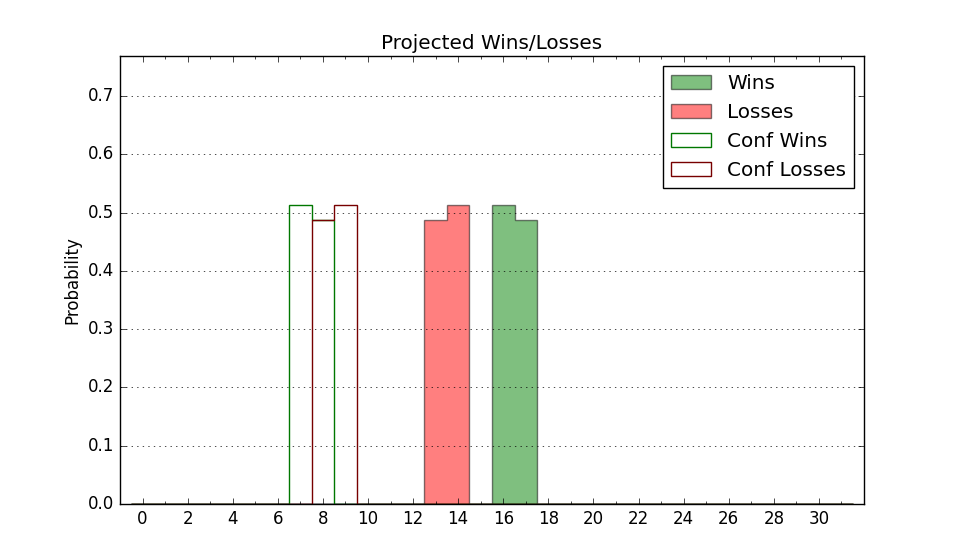 Projected Wins/Losses
Wins
Losses
Conf Wins
Conf Losses
Probability
0.7
0.6
0.5
0.4
0.3
0.2
0.1
0.0
0 2 4 6 8 10 12 14 16 18 20 22 24 26 28 30